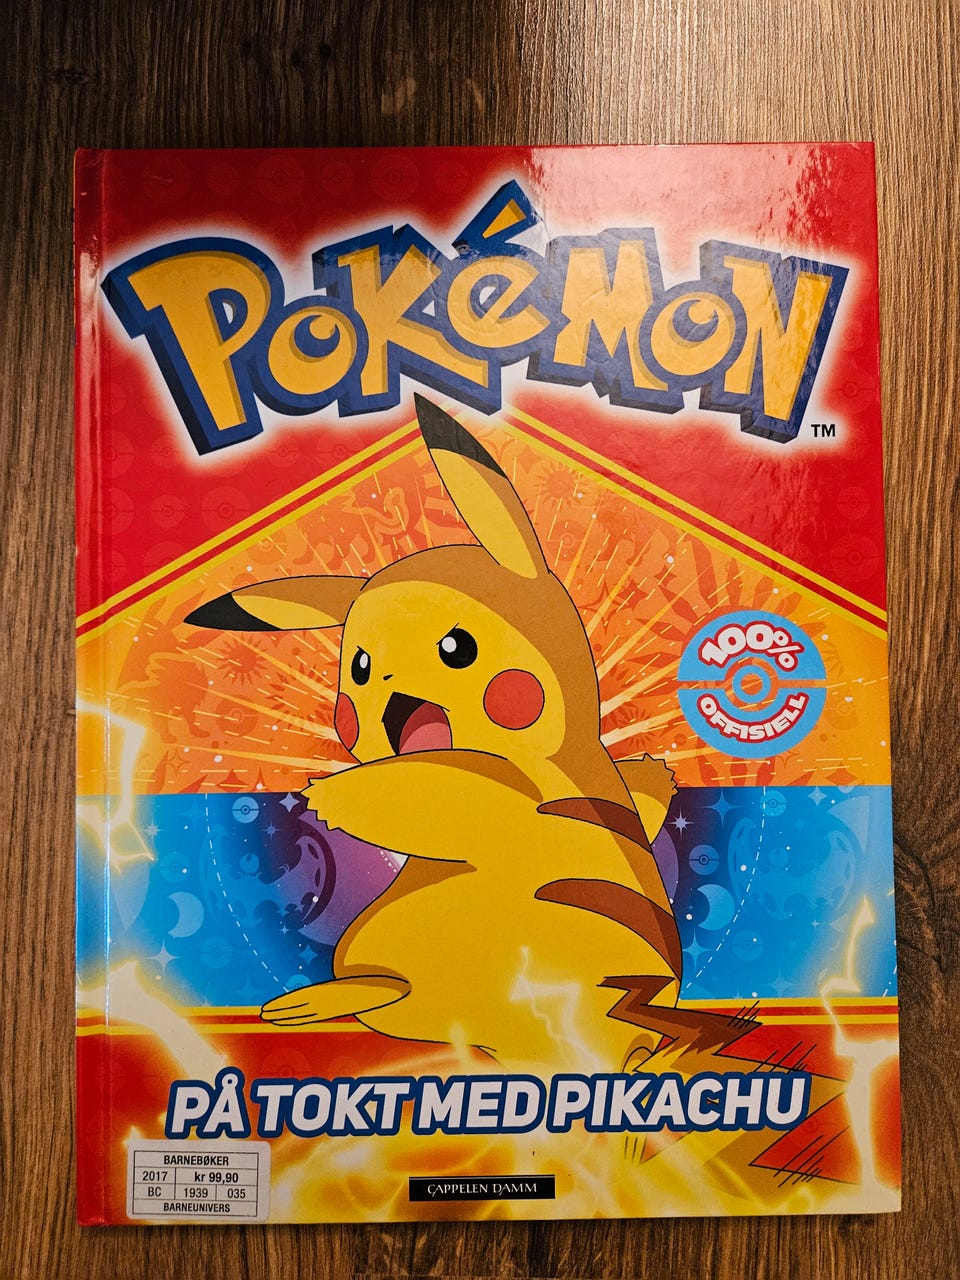 POKéMON
TM
100%
OFFISIELL
PÅ TOKT MED PIKACHU
BARNEBØKER
2017 kr 99,90
BC 1939 035
BARNEUNIVERS
CAPPELEN DAMM